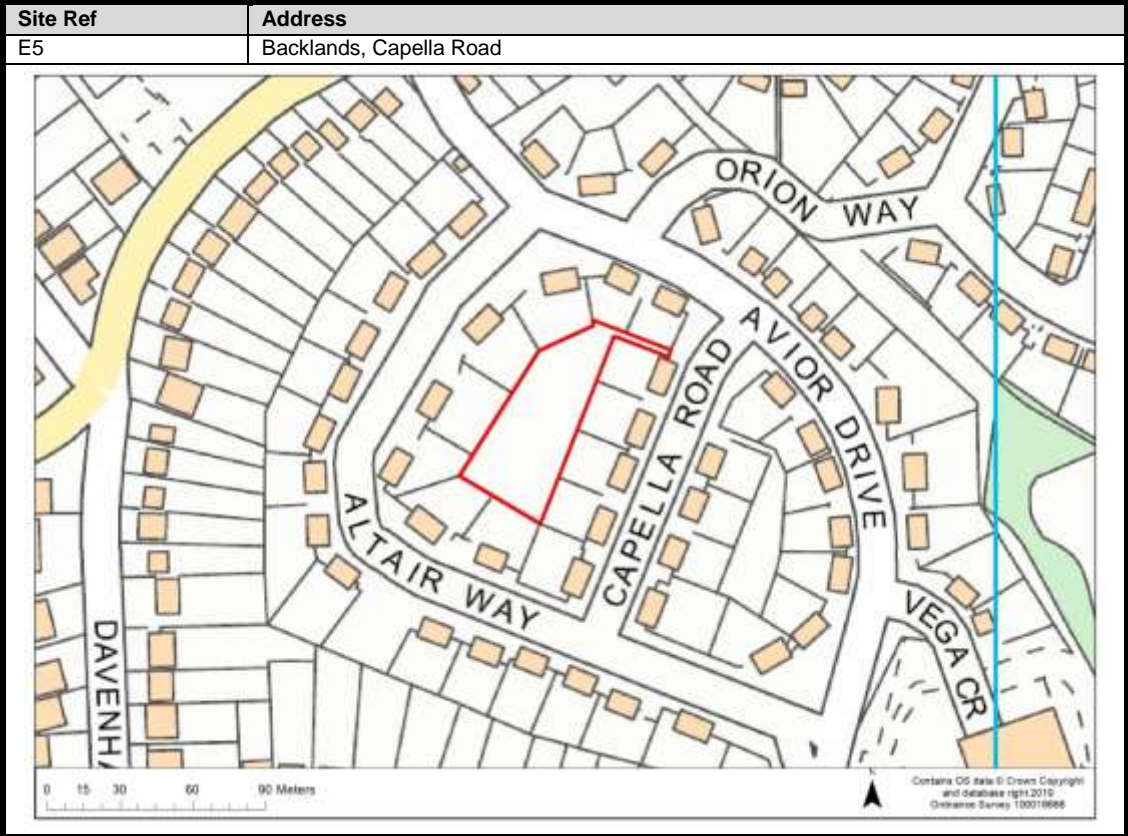 Site Ref Address
E5 Backlands, Capella Road
ORION WAY
AVIOR DRIVE
CAPELLA ROAD
ALTAIR WAY
VEGA CR
DAVENHA
0 15 30 60 90 Meters
N
Contains OS data © Crown Copyright
and database right 2019
Ordnance Survey 100018668